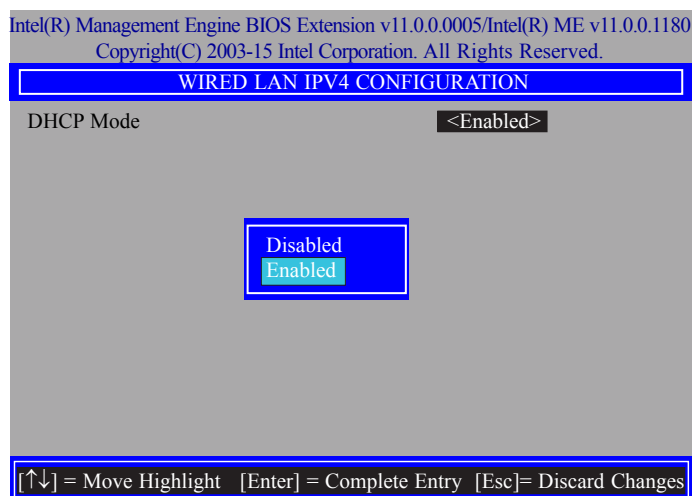 Intel(R) Management Engine BIOS Extension v11.0.0.0005/Intel(R) ME v11.0.0.1180
Copyright(C) 2003-15 Intel Corporation. All Rights Reserved.
WIRED LAN IPV4 CONFIGURATION
DHCP Mode <Enabled>
Disabled
Enabled
[↑↓] = Move Highlight [Enter] = Complete Entry [Esc]= Discard Changes